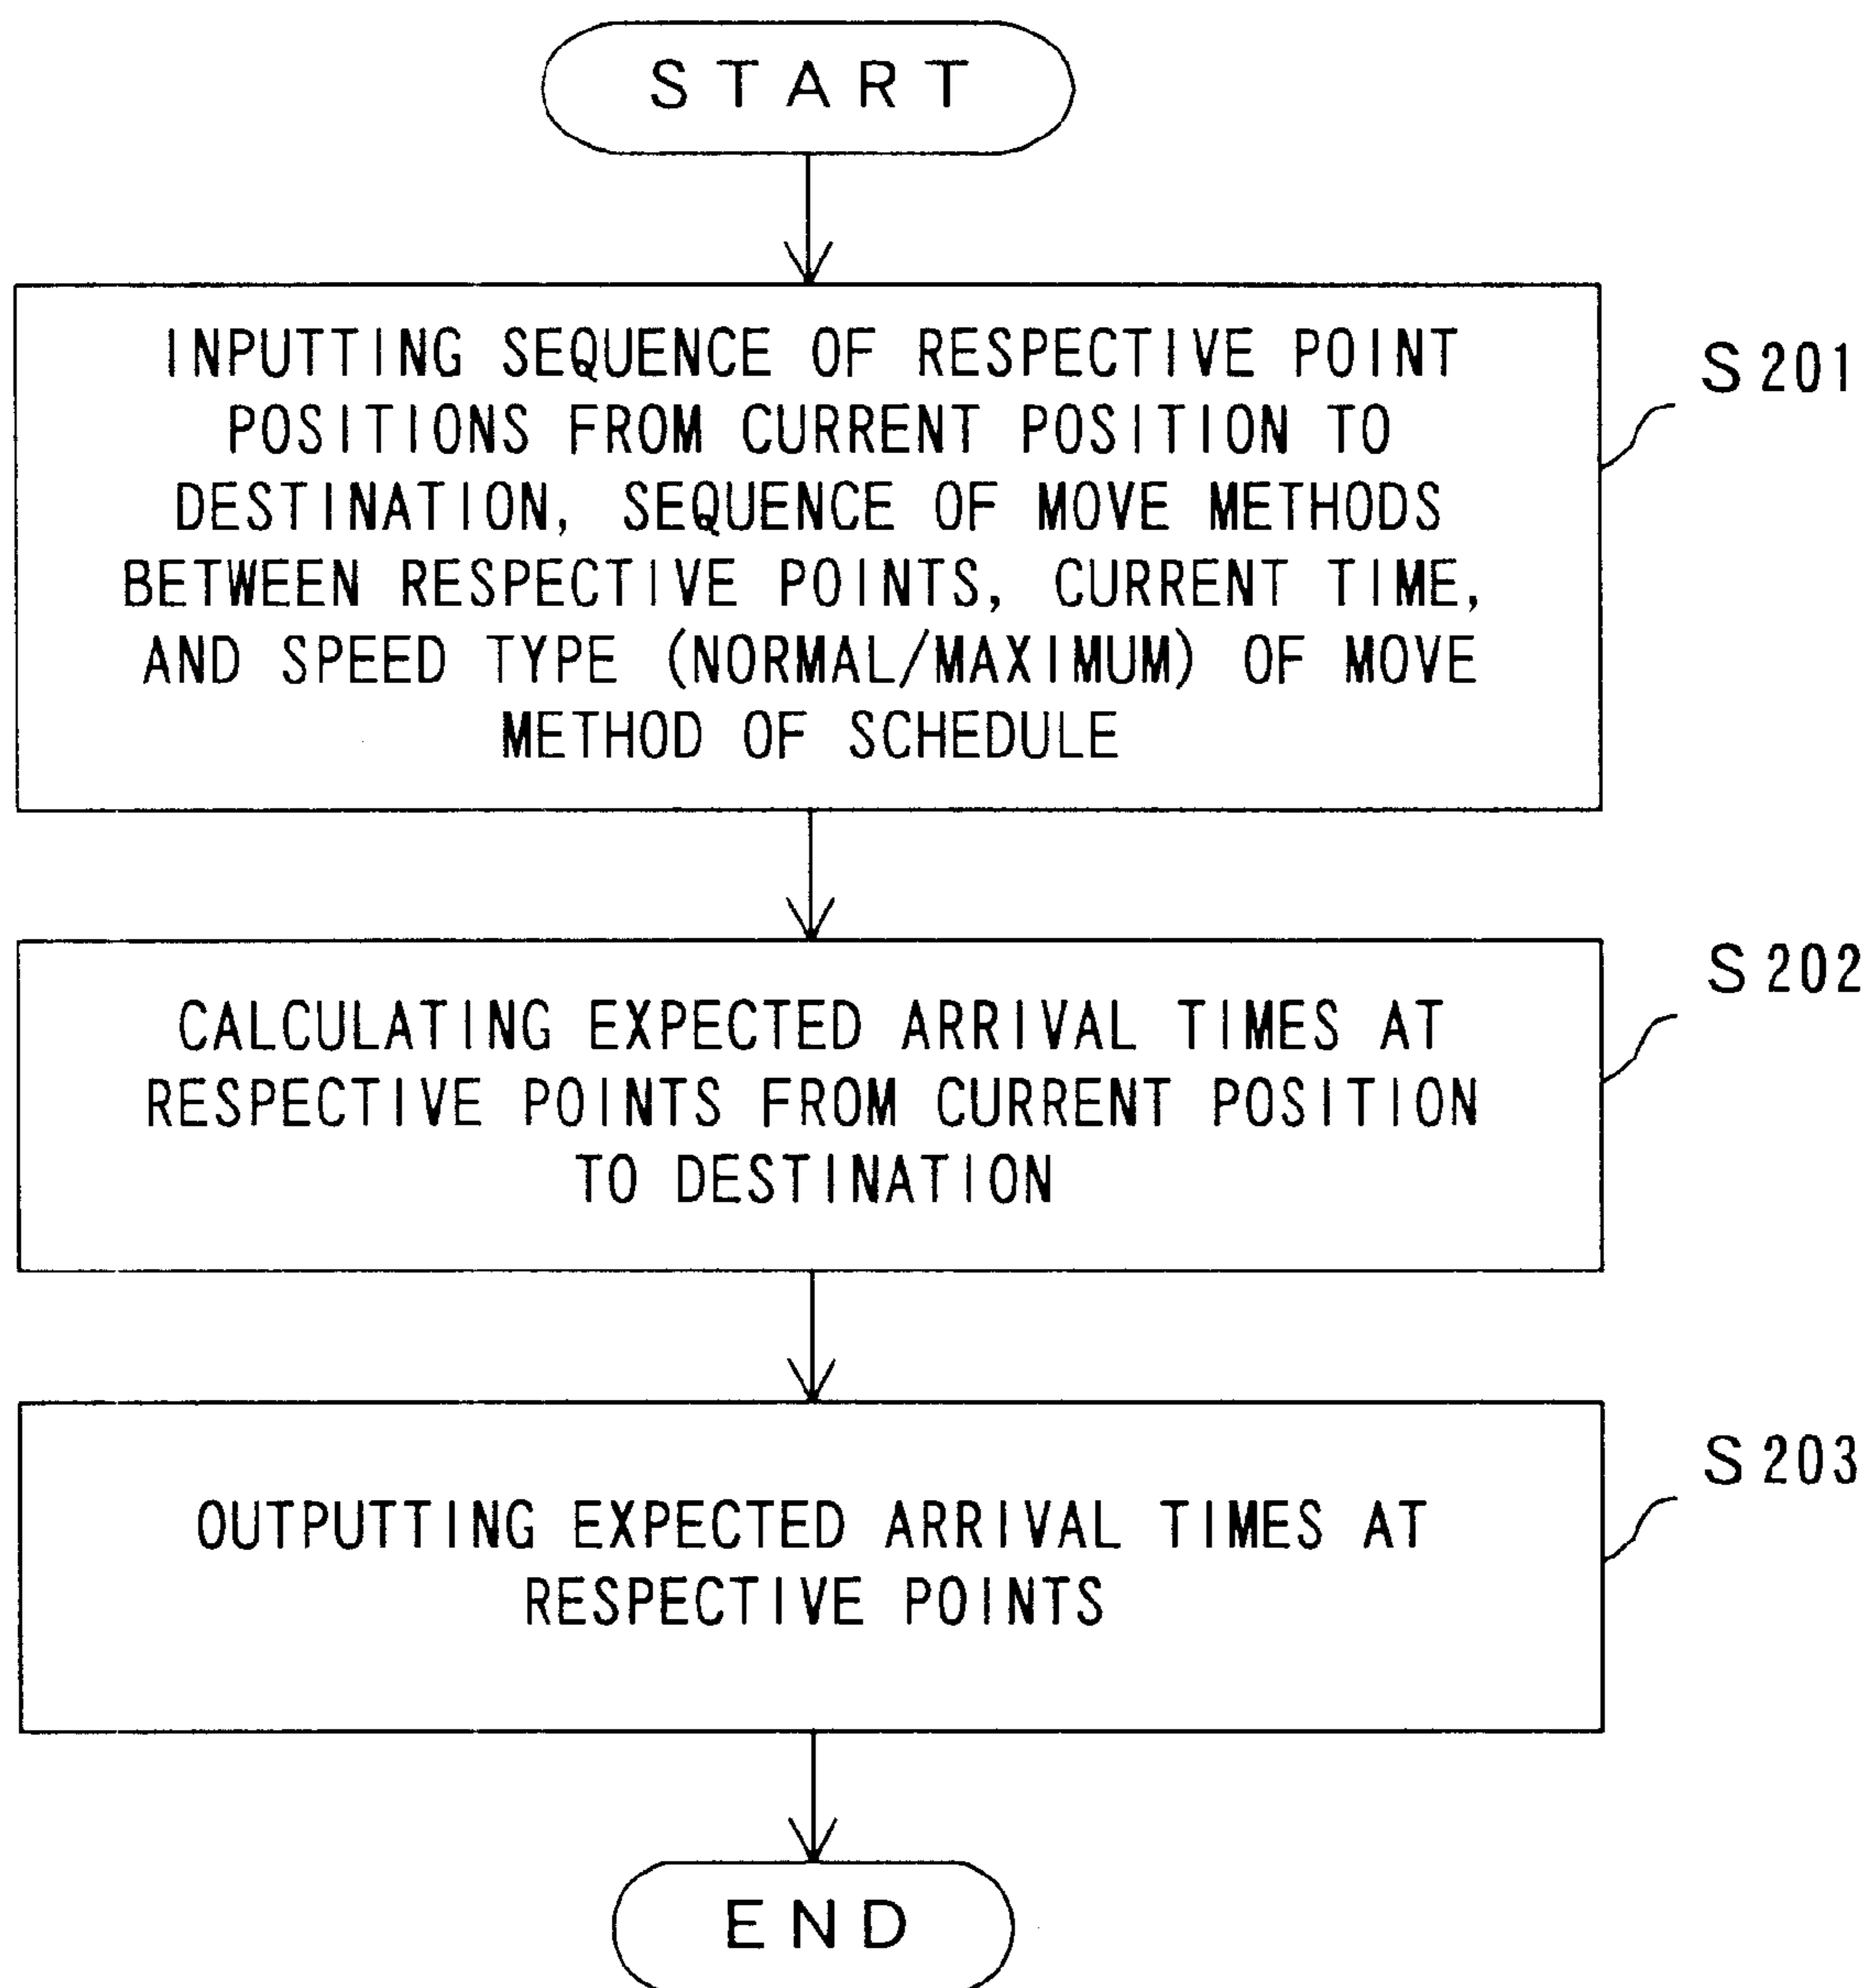 START
INPUTTING SEQUENCE OF RESPECTIVE POINT
POSITIONS FROM CURRENT POSITION TO
DESTINATION, SEQUENCE OF MOVE METHODS
BETWEEN RESPECTIVE POINTS, CURRENT TIME,
AND SPEED TYPE (NORMAL/MAXIMUM) OF MOVE
METHOD OF SCHEDULE
S201
CALCULATING EXPECTED ARRIVAL TIMES AT
RESPECTIVE POINTS FROM CURRENT POSITION
TO DESTINATION
S202
OUTPUTTING EXPECTED ARRIVAL TIMES AT
RESPECTIVE POINTS
S203
END